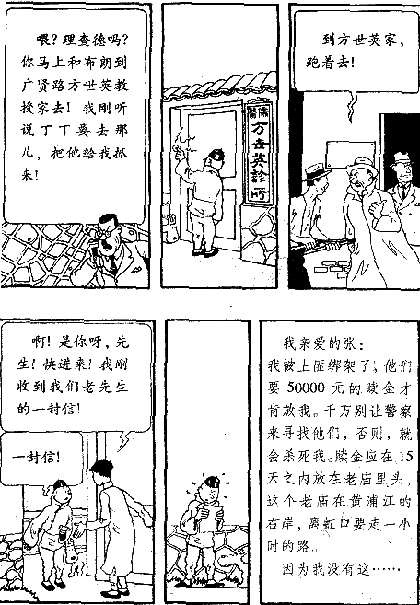 喂？理查德吗？
你马上和布朗到
广贤路方世英教
授家去！我刚听
说丁丁要去那
儿，把他给我抓
来！
醫
方世英診所
到方世英家，
跑着去！
啊！是你呀，先
生！快进来！我刚
收到我们老先生
的一封信！
一封信！
我亲爱的张：
我被土匪绑架了，他们
要50000元的赎金才
肯放我。千万别让警察
来寻找他们，否则，就
会杀死我。赎金应在15
天之内放在老庙里头，
这个老庙在黄浦江的
右岸，离虹口要走一小
时的路。
因为我没有这……